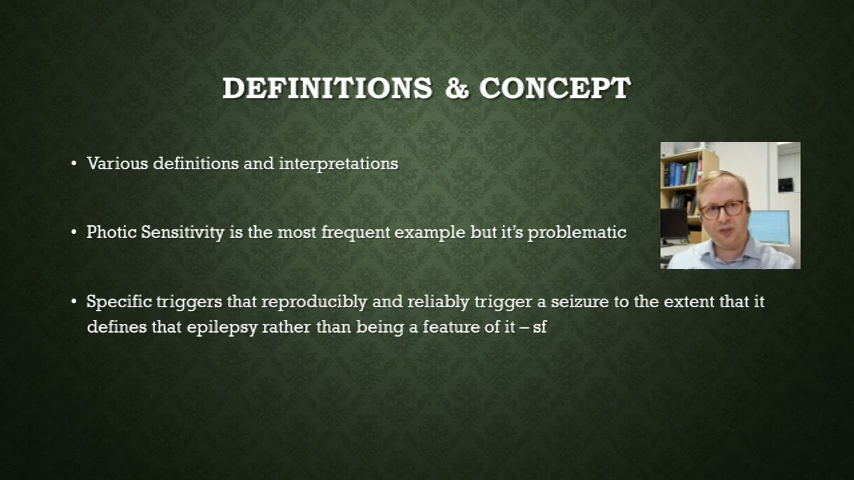 DEFINITIONS & CONCEPT
• Various definitions and interpretations
• Photic Sensitivity is the most frequent example but it's problematic
• Specific triggers that reproducibly and reliably trigger a seizure to the extent that it
defines that epilepsy rather than being a feature of it – sf